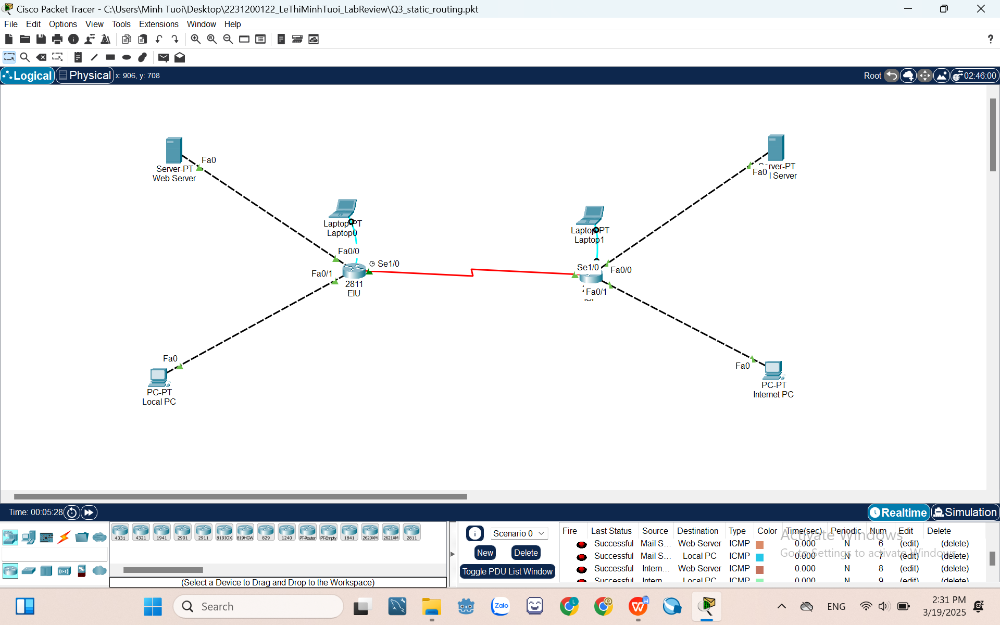 Cisco Packet Tracer - C:\Users\Minh Tuoi\Desktop\2231200122_LeThiMinhTuoi_LabReview\Q3_static_routing.pkt
File Edit Options View Tools Extensions Window Help
?
Logical Physical x: 906, y: 708 Root 02:46:00
Fa0
Server-PT
Web Server
rver-PT
Fa0
l Server
Laptop-PT
Laptop0
Laptop-PT
Laptop1
Fa0/0
Se1/0
Fa0/1
2811
EIU
Se1/0
Fa0/0
Fa0/1
Fa0
PC-PT
Local PC
Fa0
PC-PT
Internet PC
Time: 00:05:28 Realtime Simulation
4331 4321 1941 2901 2911 819IOX 819HGW 829 1240 PT-Router PT-Empty 1841 2620XM 2621XM 2811
(Select a Device to Drag and Drop to the Workspace)
Scenario 0
New Delete
Toggle PDU List Window
Fire Last Status Source Destination Type Color Time(sec) Periodic Num Edit Delete
Successful Mail S... Web Server ICMP 0.000 N 6 (edit) (delete)
Successful Mail S... Local PC ICMP 0.000 N 7 (edit) (delete)
Successful Intern... Web Server ICMP 0.000 N 8 (edit) (delete)
Successful Intern... Local PC ICMP 0.000 N 9 (edit) (delete)
Activate Windows
Go to Settings to activate Windows.
Search
Zalo
L
W
ENG
2:31 PM
3/19/2025